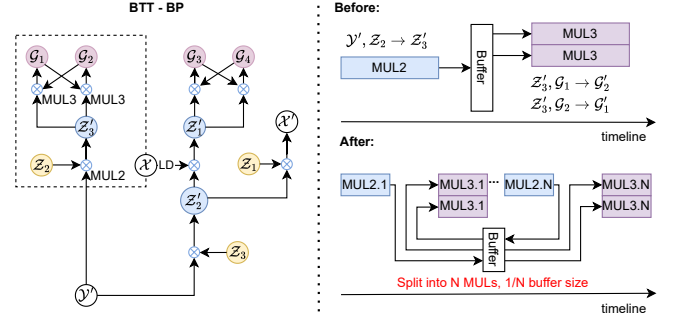 BTT - BP
𝒢₁ 𝒢₂
MUL3 MUL3
𝒵₃′
𝒵₂
MUL2
𝒴′
𝒢₃ 𝒢₄
𝒵₁′
𝒳′
𝒳 LD
𝒵₁
𝒵₂′
𝒵₃
Before:
𝒴′, 𝒵₂ → 𝒵₃′
MUL2
Buffer
MUL3
MUL3
𝒵₃′, 𝒢₁ → 𝒢₂′
𝒵₃′, 𝒢₂ → 𝒢₁′
timeline
After:
MUL2.1
MUL3.1 ... MUL2.N
MUL3.1
MUL3.N
MUL3.N
Buffer
Split into N MULs, 1/N buffer size
timeline